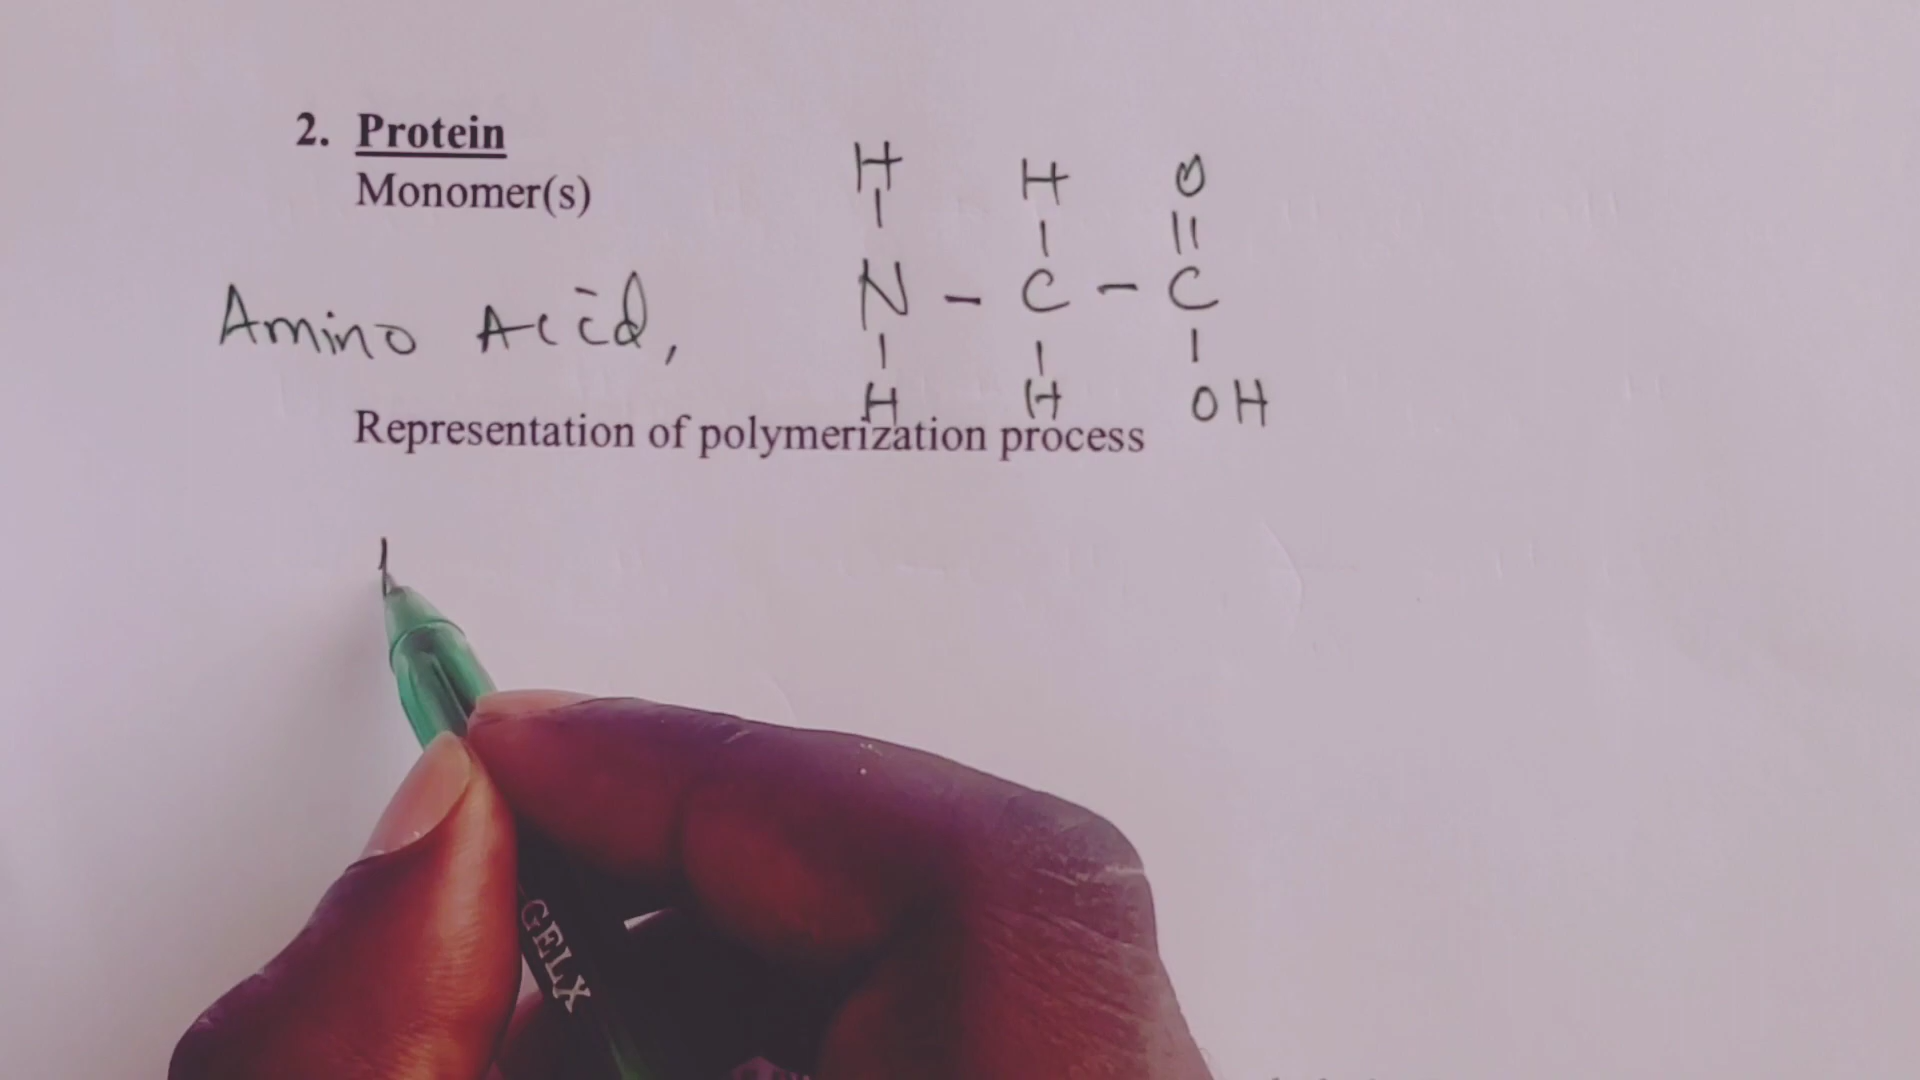 2. Protein
Monomer(s)
H H O
| | ||
Amino Acid, N - C - C
| | |
H H OH
Representation of polymerization process
GELX